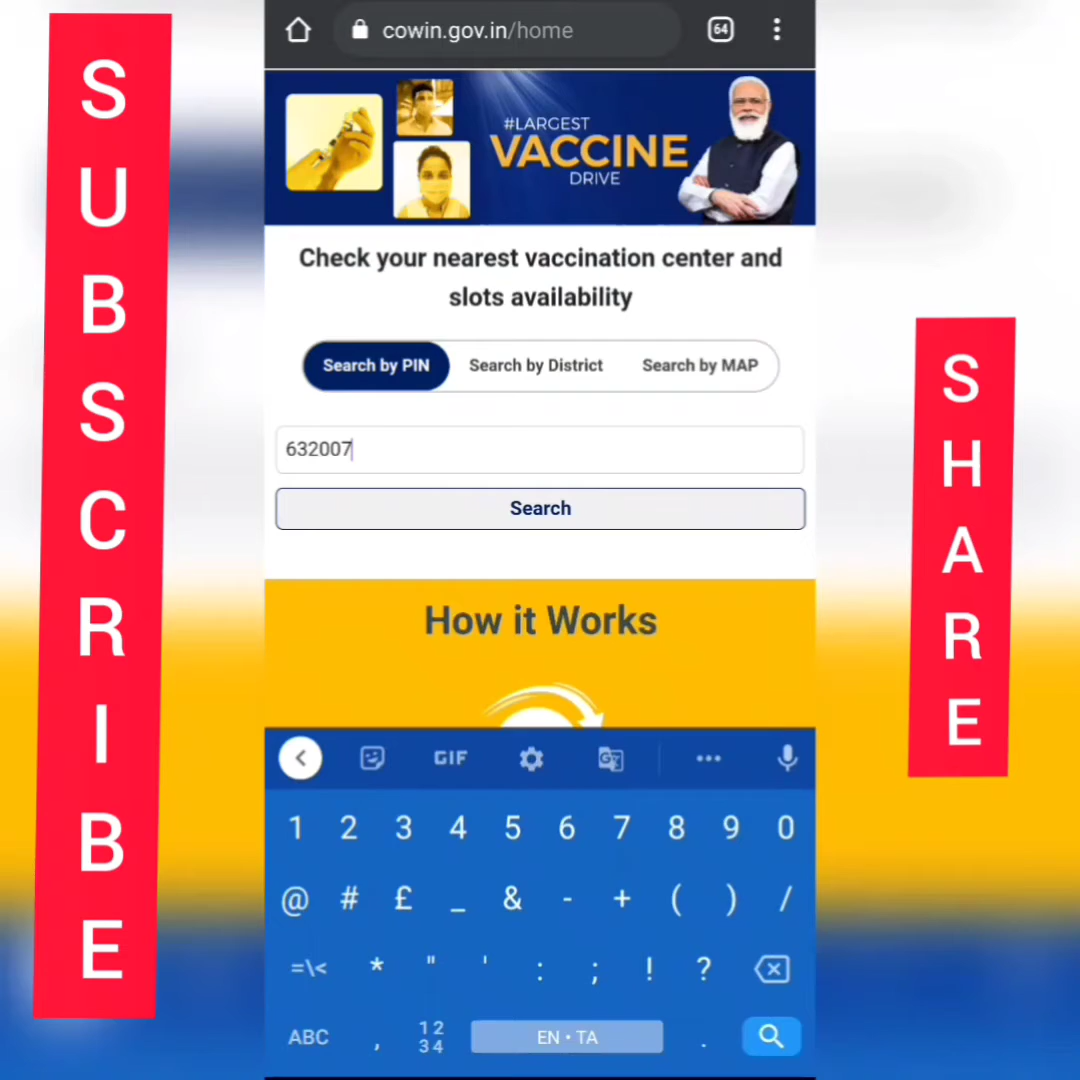 SUBSCRIBE
cowin.gov.in/home
64
#LARGEST
VACCINE
DRIVE
Check your nearest vaccination center and
slots availability
Search by PIN Search by District Search by MAP
632007
Search
How it Works
GIF
1 2 3 4 5 6 7 8 9 0
@ # £ _ & - + ( ) /
=\< * " ' : ; ! ?
ABC , 12 34 EN • TA .
SHARE